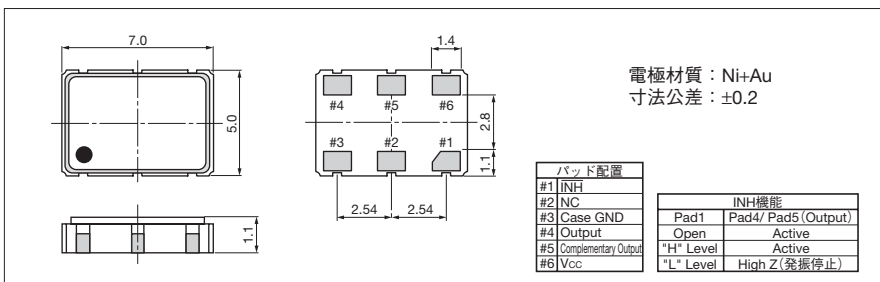 7.0
5.0
1.1
1.4
#4 #5 #6
#3 #2 #1
2.8
1.1
2.54 2.54
電極材質：Ni+Au
寸法公差：±0.2
パッド配置
#1 INH
#2 NC
#3 Case GND
#4 Output
#5 Complementary Output
#6 Vcc
INH機能
Pad1 Pad4/ Pad5(Output)
Open Active
"H" Level Active
"L" Level High Z(発振停止)